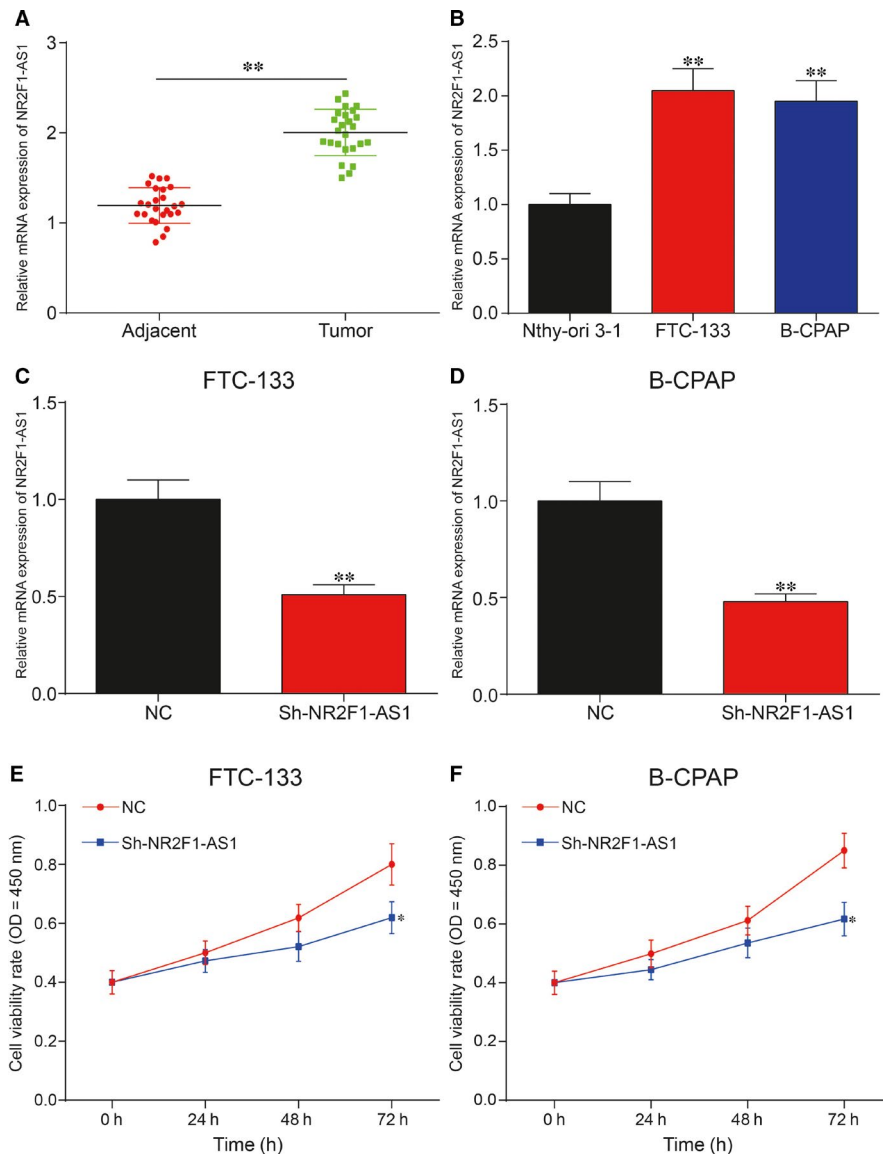 A
Relative mRNA expression of NR2F1-AS1
3
2
1
0
**
Adjacent
Tumor
B
Relative mRNA expression of NR2F1-AS1
2.5
2.0
1.5
1.0
0.5
0.0
**
**
Nthy-ori 3-1
FTC-133
B-CPAP
C
FTC-133
Relative mRNA expression of NR2F1-AS1
1.5
1.0
0.5
0.0
**
NC
Sh-NR2F1-AS1
D
B-CPAP
Relative mRNA expression of NR2F1-AS1
1.5
1.0
0.5
0.0
**
NC
Sh-NR2F1-AS1
E
FTC-133
Cell viability rate (OD = 450 nm)
1.0
0.8
0.6
0.4
0.2
0.0
NC
Sh-NR2F1-AS1
*
0 h
24 h
48 h
72 h
Time (h)
F
B-CPAP
Cell viability rate (OD = 450 nm)
1.0
0.8
0.6
0.4
0.2
0.0
NC
Sh-NR2F1-AS1
*
0 h
24 h
48 h
72 h
Time (h)